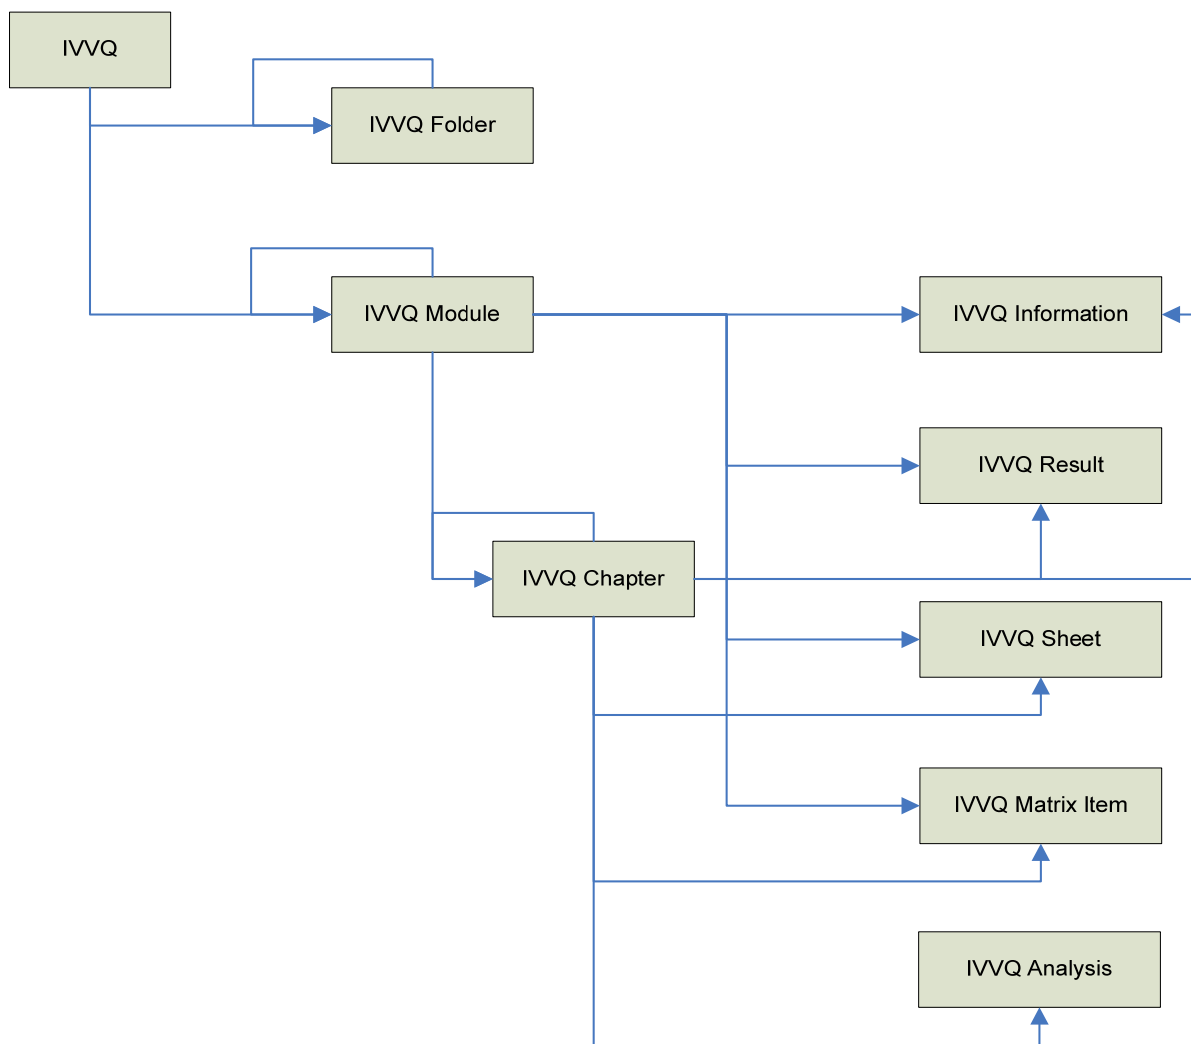 IVVQ
IVVQ Folder
IVVQ Module
IVVQ Information
IVVQ Result
IVVQ Chapter
IVVQ Sheet
IVVQ Matrix Item
IVVQ Analysis